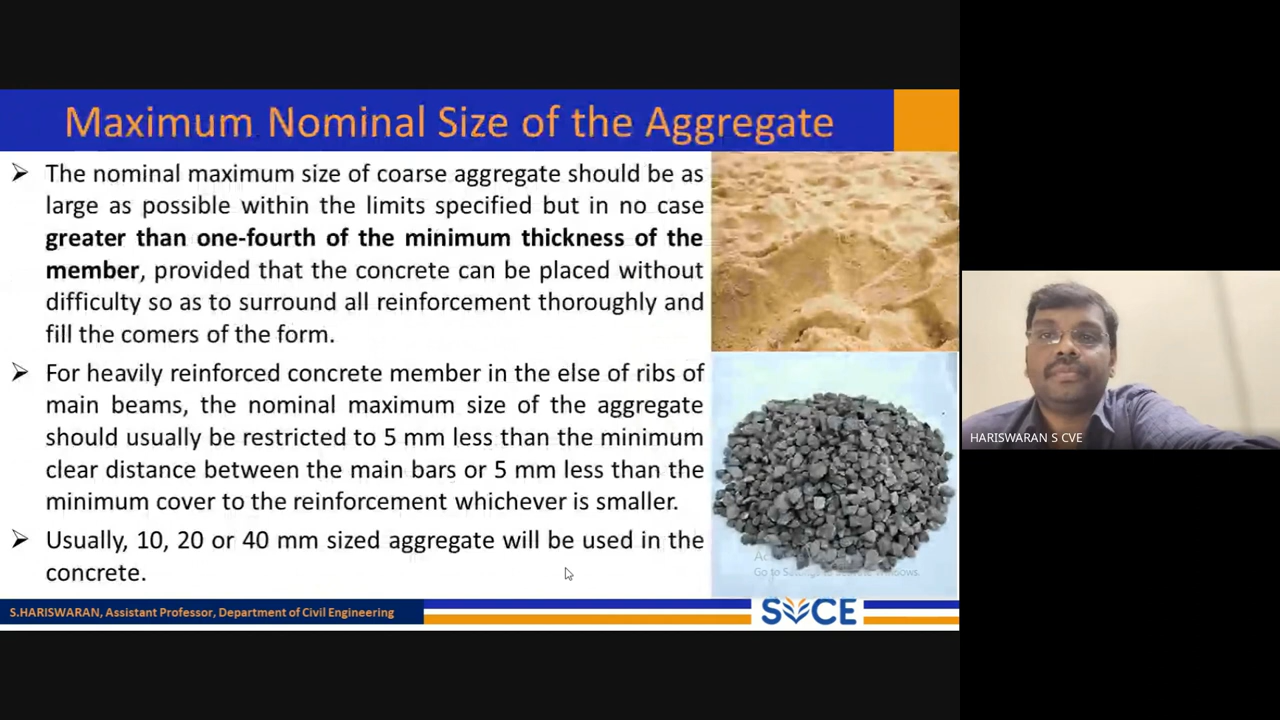 Maximum Nominal Size of the Aggregate
➢ The nominal maximum size of coarse aggregate should be as
large as possible within the limits specified but in no case
greater than one-fourth of the minimum thickness of the
member, provided that the concrete can be placed without
difficulty so as to surround all reinforcement thoroughly and
fill the comers of the form.
➢ For heavily reinforced concrete member in the else of ribs of
main beams, the nominal maximum size of the aggregate
should usually be restricted to 5 mm less than the minimum
clear distance between the main bars or 5 mm less than the
minimum cover to the reinforcement whichever is smaller.
➢ Usually, 10, 20 or 40 mm sized aggregate will be used in the
concrete.
Go to Settings to activate Windows.
S.HARISWARAN, Assistant Professor, Department of Civil Engineering
SVCE
HARISWARAN S CVE